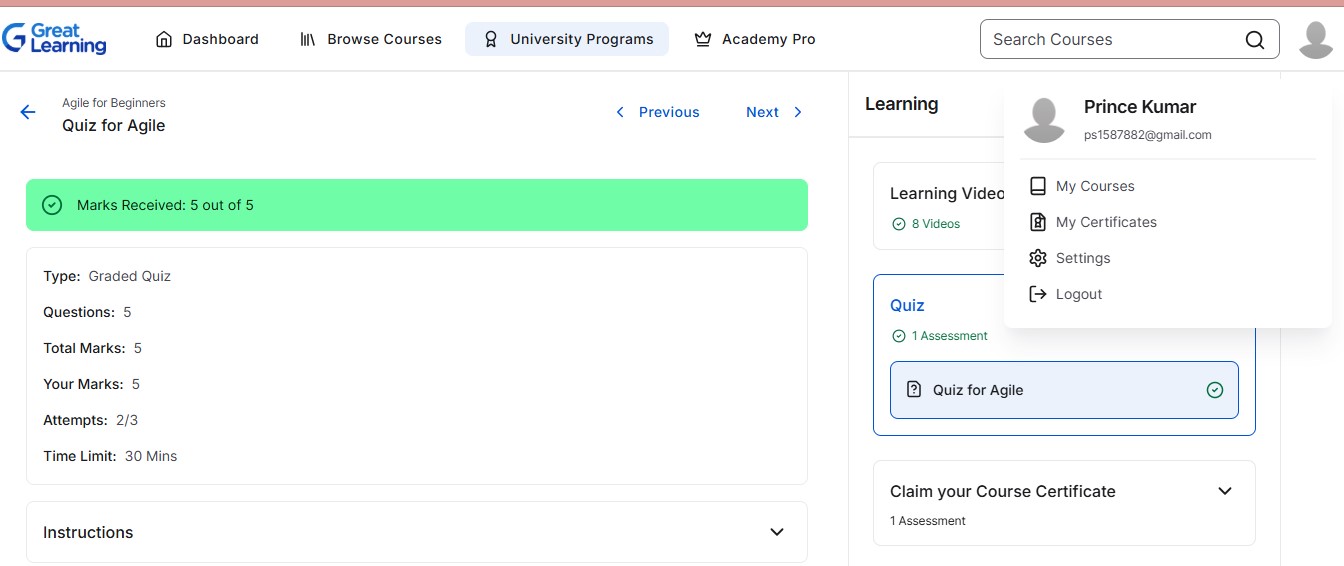 Great
Learning
Dashboard
Browse Courses
University Programs
Academy Pro
Search Courses
Agile for Beginners
Quiz for Agile
Previous
Next
Marks Received: 5 out of 5
Type: Graded Quiz
Questions: 5
Total Marks: 5
Your Marks: 5
Attempts: 2/3
Time Limit: 30 Mins
Instructions
Learning
Learning Video
8 Videos
Quiz
1 Assessment
Quiz for Agile
Claim your Course Certificate
1 Assessment
Prince Kumar
ps1587882@gmail.com
My Courses
My Certificates
Settings
Logout